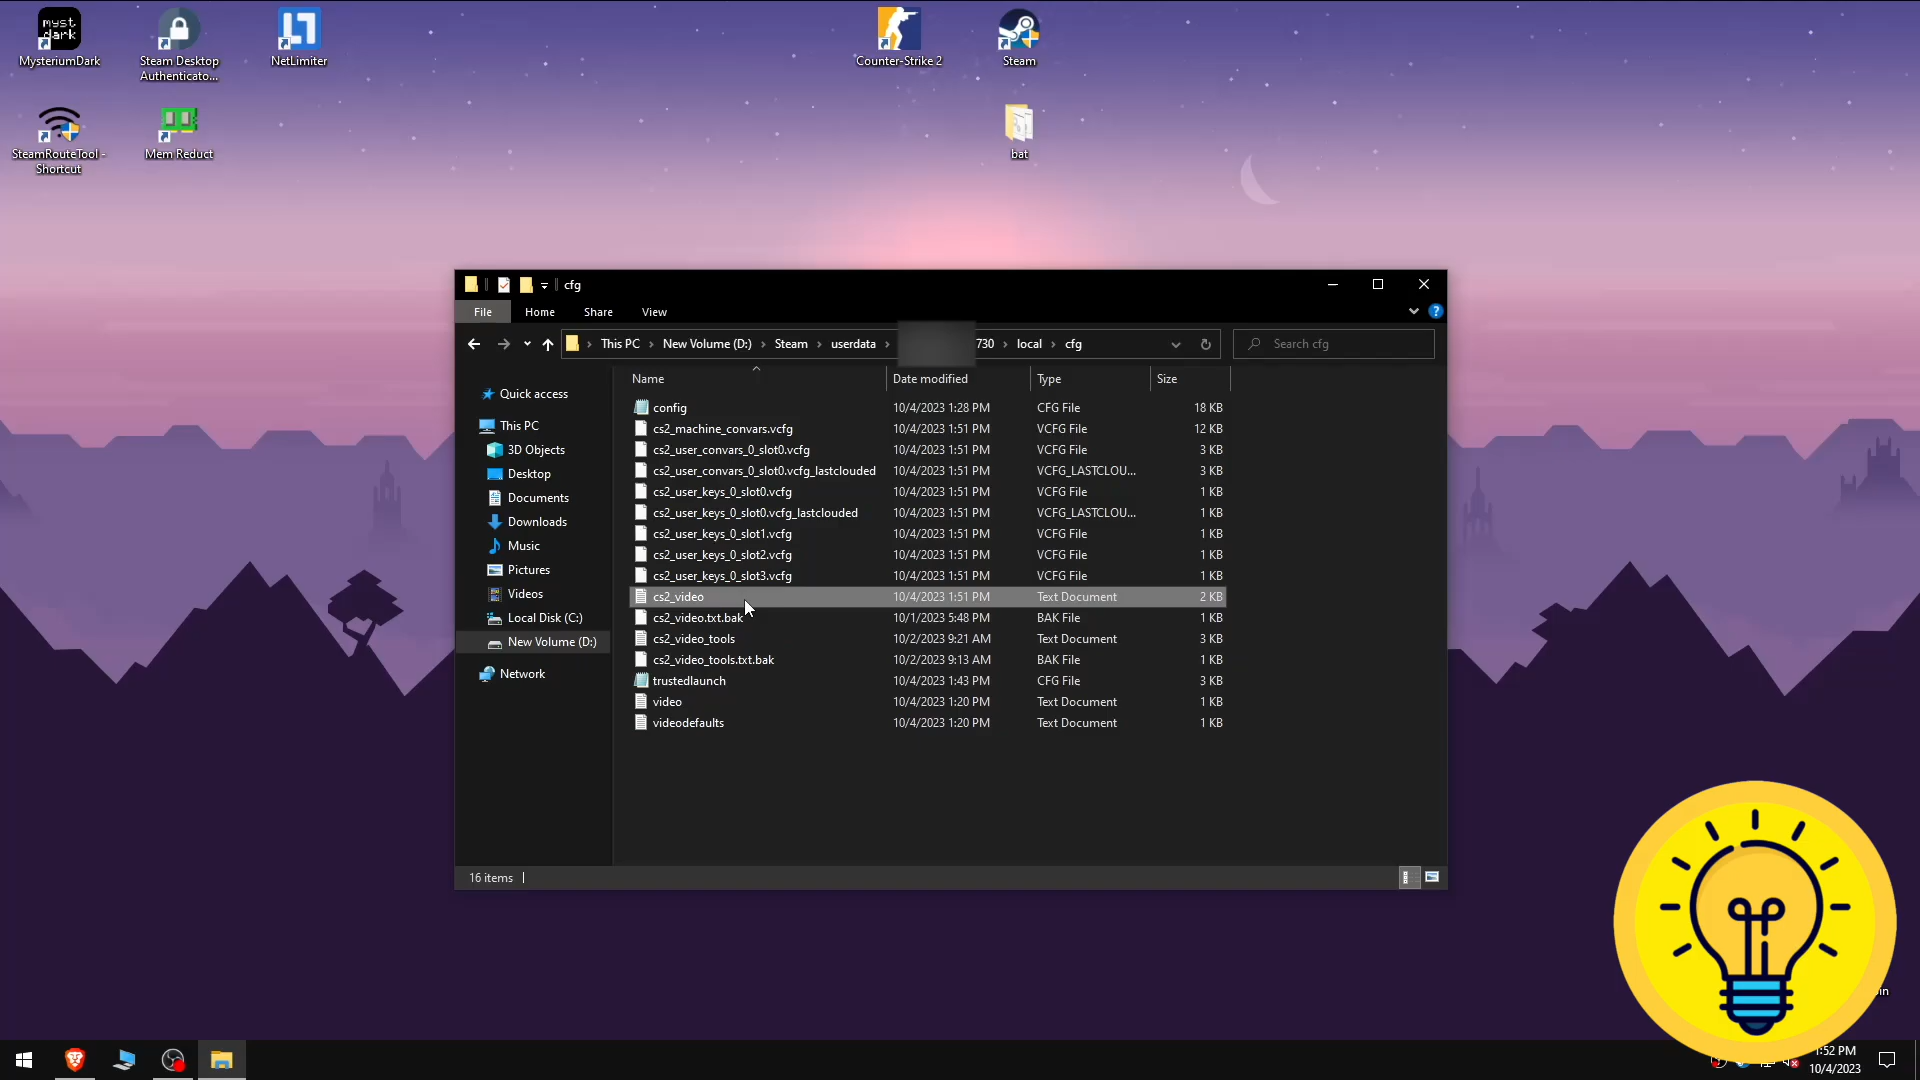 myst
dark
MysteriumDark
Steam Desktop
Authenticato...
NetLimiter
Counter-Strike 2
Steam
SteamRouteTool -
Shortcut
Mem Reduct
bat
cfg
File Home Share View
This PC New Volume (D:) Steam userdata 730 local cfg
Search cfg
Name Date modified Type Size
Quick access
This PC
3D Objects
Desktop
Documents
Downloads
Music
Pictures
Videos
Local Disk (C:)
New Volume (D:)
Network
config 10/4/2023 1:28 PM CFG File 18 KB
cs2_machine_convars.vcfg 10/4/2023 1:51 PM VCFG File 12 KB
cs2_user_convars_0_slot0.vcfg 10/4/2023 1:51 PM VCFG File 3 KB
cs2_user_convars_0_slot0.vcfg_lastclouded 10/4/2023 1:51 PM VCFG_LASTCLOU... 3 KB
cs2_user_keys_0_slot0.vcfg 10/4/2023 1:51 PM VCFG File 1 KB
cs2_user_keys_0_slot0.vcfg_lastclouded 10/4/2023 1:51 PM VCFG_LASTCLOU... 1 KB
cs2_user_keys_0_slot1.vcfg 10/4/2023 1:51 PM VCFG File 1 KB
cs2_user_keys_0_slot2.vcfg 10/4/2023 1:51 PM VCFG File 1 KB
cs2_user_keys_0_slot3.vcfg 10/4/2023 1:51 PM VCFG File 1 KB
cs2_video 10/4/2023 1:51 PM Text Document 2 KB
cs2_video.txt.bak 10/1/2023 5:48 PM BAK File 1 KB
cs2_video_tools 10/2/2023 9:21 AM Text Document 3 KB
cs2_video_tools.txt.bak 10/2/2023 9:13 AM BAK File 1 KB
trustedlaunch 10/4/2023 1:43 PM CFG File 3 KB
video 10/4/2023 1:20 PM Text Document 1 KB
videodefaults 10/4/2023 1:20 PM Text Document 1 KB
16 items
in
1:52 PM
10/4/2023